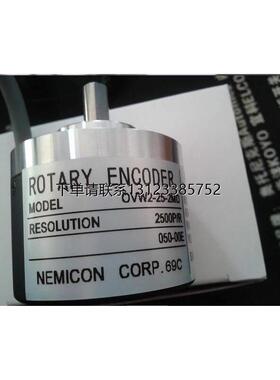 ROTARY ENCODER
下单请联系13123385752
MODEL OVW2-25-2MD
RESOLUTION 2500P/R
050-00E
NEMICON CORP. 69C